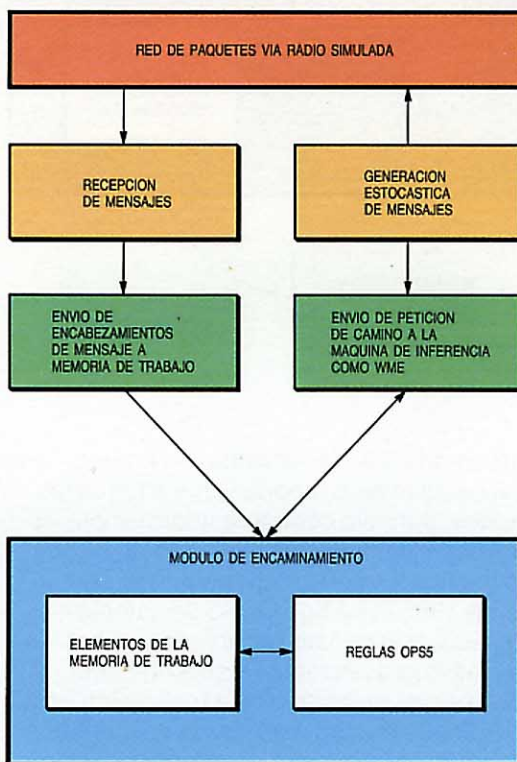 RED DE PAQUETES VIA RADIO SIMULADA
RECEPCION
DE MENSAJES
GENERACION
ESTOCASTICA
DE MENSAJES
ENVIO DE
ENCABEZAMIENTOS
DE MENSAJE A
MEMORIA DE TRABAJO
ENVIO DE PETICION
DE CAMINO A LA
MAQUINA DE INFERENCIA
COMO WME
MODULO DE ENCAMINAMIENTO
ELEMENTOS DE LA
MEMORIA DE TRABAJO
REGLAS OPS5